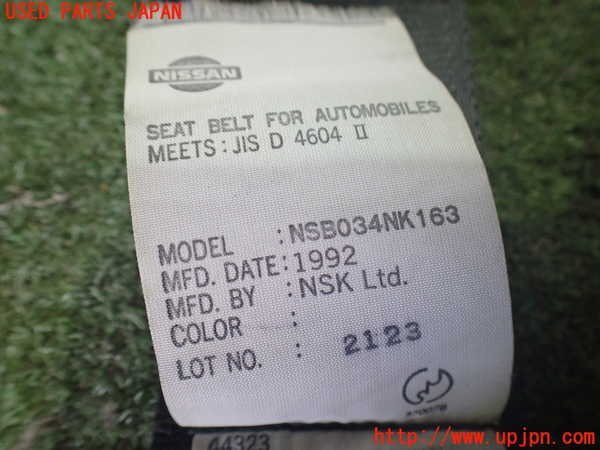 USED PARTS JAPAN
NISSAN
SEAT BELT FOR AUTOMOBILES
MEETS : JIS D 4604 II
MODEL : NSB034NK163
MFD. DATE : 1992
MFD. BY : NSK Ltd.
COLOR :
LOT NO. : 2123
44323
http://www.upjpn.com/